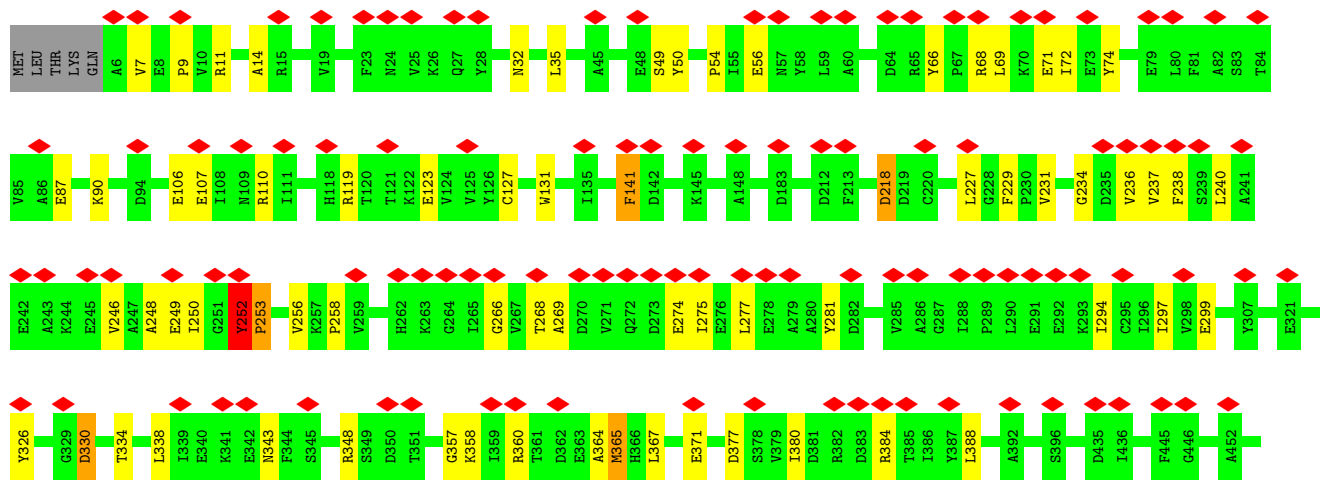 MET LEU THR LYS GLN A6 V7 E8 P9 V10 R11 A14 R15 V19 F23 N24 V25 K26 Q27 Y28 N32 L35 A45 E48 S49 Y50 P54 I55 E56 N57 Y58 L59 A60 D64 R65 Y66 P67 R68 L69 K70 E71 I72 E73 Y74 E79 L80 F81 A82 S83 T84
V85 A86 E87 K90 D94 E106 E107 I108 N109 R110 I111 H118 R119 T120 T121 K122 E123 V124 V125 Y126 C127 W131 I135 F141 D142 K145 A148 D183 D212 F213 D218 D219 C220 L227 G228 F229 P230 V231 G234 D235 V236 V237 F238 S239 L240 A241
E242 A243 K244 E245 V246 A247 A248 E249 I250 G251 Y252 P253 V256 K257 P258 V259 H262 K263 G264 I265 G266 V267 T268 A269 D270 V271 Q272 D273 E274 I275 E276 L277 E278 A279 A280 Y281 D282 V285 A286 G287 I288 P289 L290 E291 E292 K293 I294 C295 I296 I297 V298 E299 Y307 E321
Y326 G329 D330 T334 L338 I339 E340 K341 E342 N343 F344 S345 R348 S349 D350 T351 G357 K358 I359 R360 T361 D362 E363 A364 M365 H366 L367 E371 D377 S378 V379 I380 D381 R382 D383 R384 T385 I386 Y387 L388 A392 S396 D435 I436 F445 G446 A452